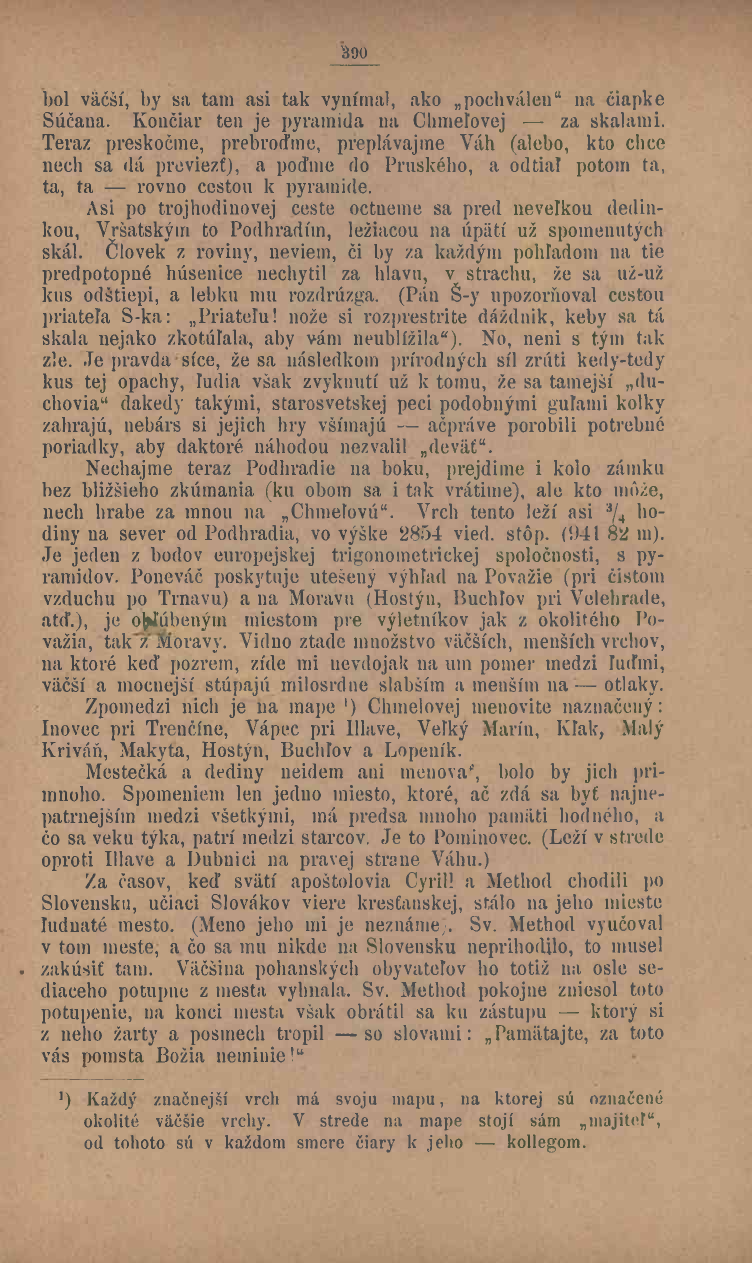 390
bol väčší, by sa tam asi tak vynímal, ako „pochválen“ na čiapke
Súčana. Končiar ten je pyramida na Chmeľovej — za skalami.
Teraz preskočme, prebroďme, preplávajme Váh (alebo, kto chce
nech sa dá previezť), a poďme do Pruského, a odtiaľ potom ta,
ta, ta — rovno cestou k pyramide.
Asi po trojhodinovej ceste octneme sa pred neveľkou dedin-
kou, Vršatským to Podhradím, ležiacou na úpätí už spomenutých
skál. Človek z roviny, neviem, či by za každým pohľadom na tie
predpotopné húsenice nechytil za hlavu, v strachu, že sa už-už
kus odštiepi, a lebku mu rozdrúzga. (Pán Š-y upozorňoval cestou
priateľa S-ka: „Priateľu! nože si rozprestrite dáždnik, keby sa tá
skala nejako zkotúľala, aby vám neublížila“). No, neni s tým tak
zle. Je pravda síce, že sa následkom prírodných síl zrúti kedy-tedy
kus tej opachy, ľudia však zvyknutí už k tomu, že sa tamejší „du-
chovia“ dakedy takými, starosvetskej peci podobnými guľami kolky
zahrajú, nebárs si jejich hry všímajú — ačpráve porobili potrebné
poriadky, aby daktoré náhodou nezvalil „deväť“.
Nechajme teraz Podhradie na boku, prejdime i kolo zámku
bez bližšieho zkúmania (ku obom sa i tak vrátime), ale kto môže,
nech hrabe za mnou na „Chmeľovú“. Vrch tento leží asi ³/₄ ho-
diny na sever od Podhradia, vo výške 2854 vied. stôp. (941 82 m).
Je jeden z bodov europejskej trigonometrickej spoločnosti, s py-
ramidov. Poneváč poskytuje utešený výhľad na Považie (pri čistom
vzduchu po Trnavu) a na Moravu (Hostýn, Buchľov pri Velehrade,
atď.), je obľúbeným miestom pre výletníkov jak z okolitého Po-
važia, tak z Moravy. Vidno ztade množstvo väčších, menších vrchov,
na ktoré keď pozrem, zíde mi nevdojak na um pomer medzi ľuďmi,
väčší a mocnejší stúpajú milosrdne slabším a menším na — otlaky.
Zpomedzi nich je na mape ¹) Chmelovej menovite naznačený:
Inovec pri Trenčíne, Vápec pri Illave, Veľký Marín, Kľak, Malý
Kriváň, Makyta, Hostýn, Buchľov a Lopeník.
Mestečká a dediny neidem ani menovať, bolo by jich pri-
mnoho. Spomeniem len jedno miesto, ktoré, ač zdá sa byť najne-
patrnejším medzi všetkými, má predsa mnoho pamäti hodného, a
čo sa veku týka, patrí medzi starcov. Je to Pominovec. (Leží v strede
oproti Illave a Dubnici na pravej strane Váhu.)
Za časov, keď svätí apoštolovia Cyrill a Method chodili po
Slovensku, učiaci Slovákov viere kresťanskej, stálo na jeho mieste
ľudnaté mesto. (Meno jeho mi je neznáme). Sv. Method vyučoval
v tom meste, a čo sa mu nikde na Slovensku neprihodilo, to musel
zakúsiť tam. Väčšina pohanských obyvateľov ho totiž na osle se-
diaceho potupne z mesta vyhnala. Sv. Method pokojne zniesol toto
potupenie, na konci mesta však obrátil sa ku zástupu — ktorý si
z neho žarty a posmech tropil — so slovami: „Pamätajte, za toto
vás pomsta Božia neminie!“
¹) Každý značnejší vrch má svoju mapu, na ktorej sú označené
okolité väčšie vrchy. V strede na mape stojí sám „majiteľ“,
od tohoto sú v každom smere čiary k jeho — kollegom.